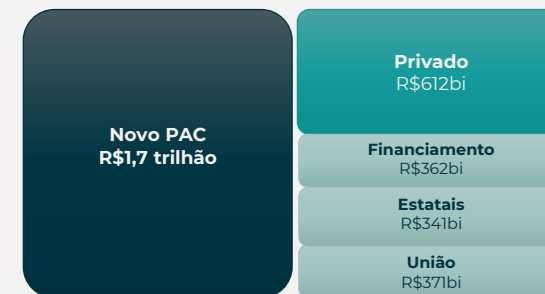 Novo PAC
R$1,7 trilhão
Privado
R$612bi
Financiamento
R$362bi
Estatais
R$341bi
União
R$371bi